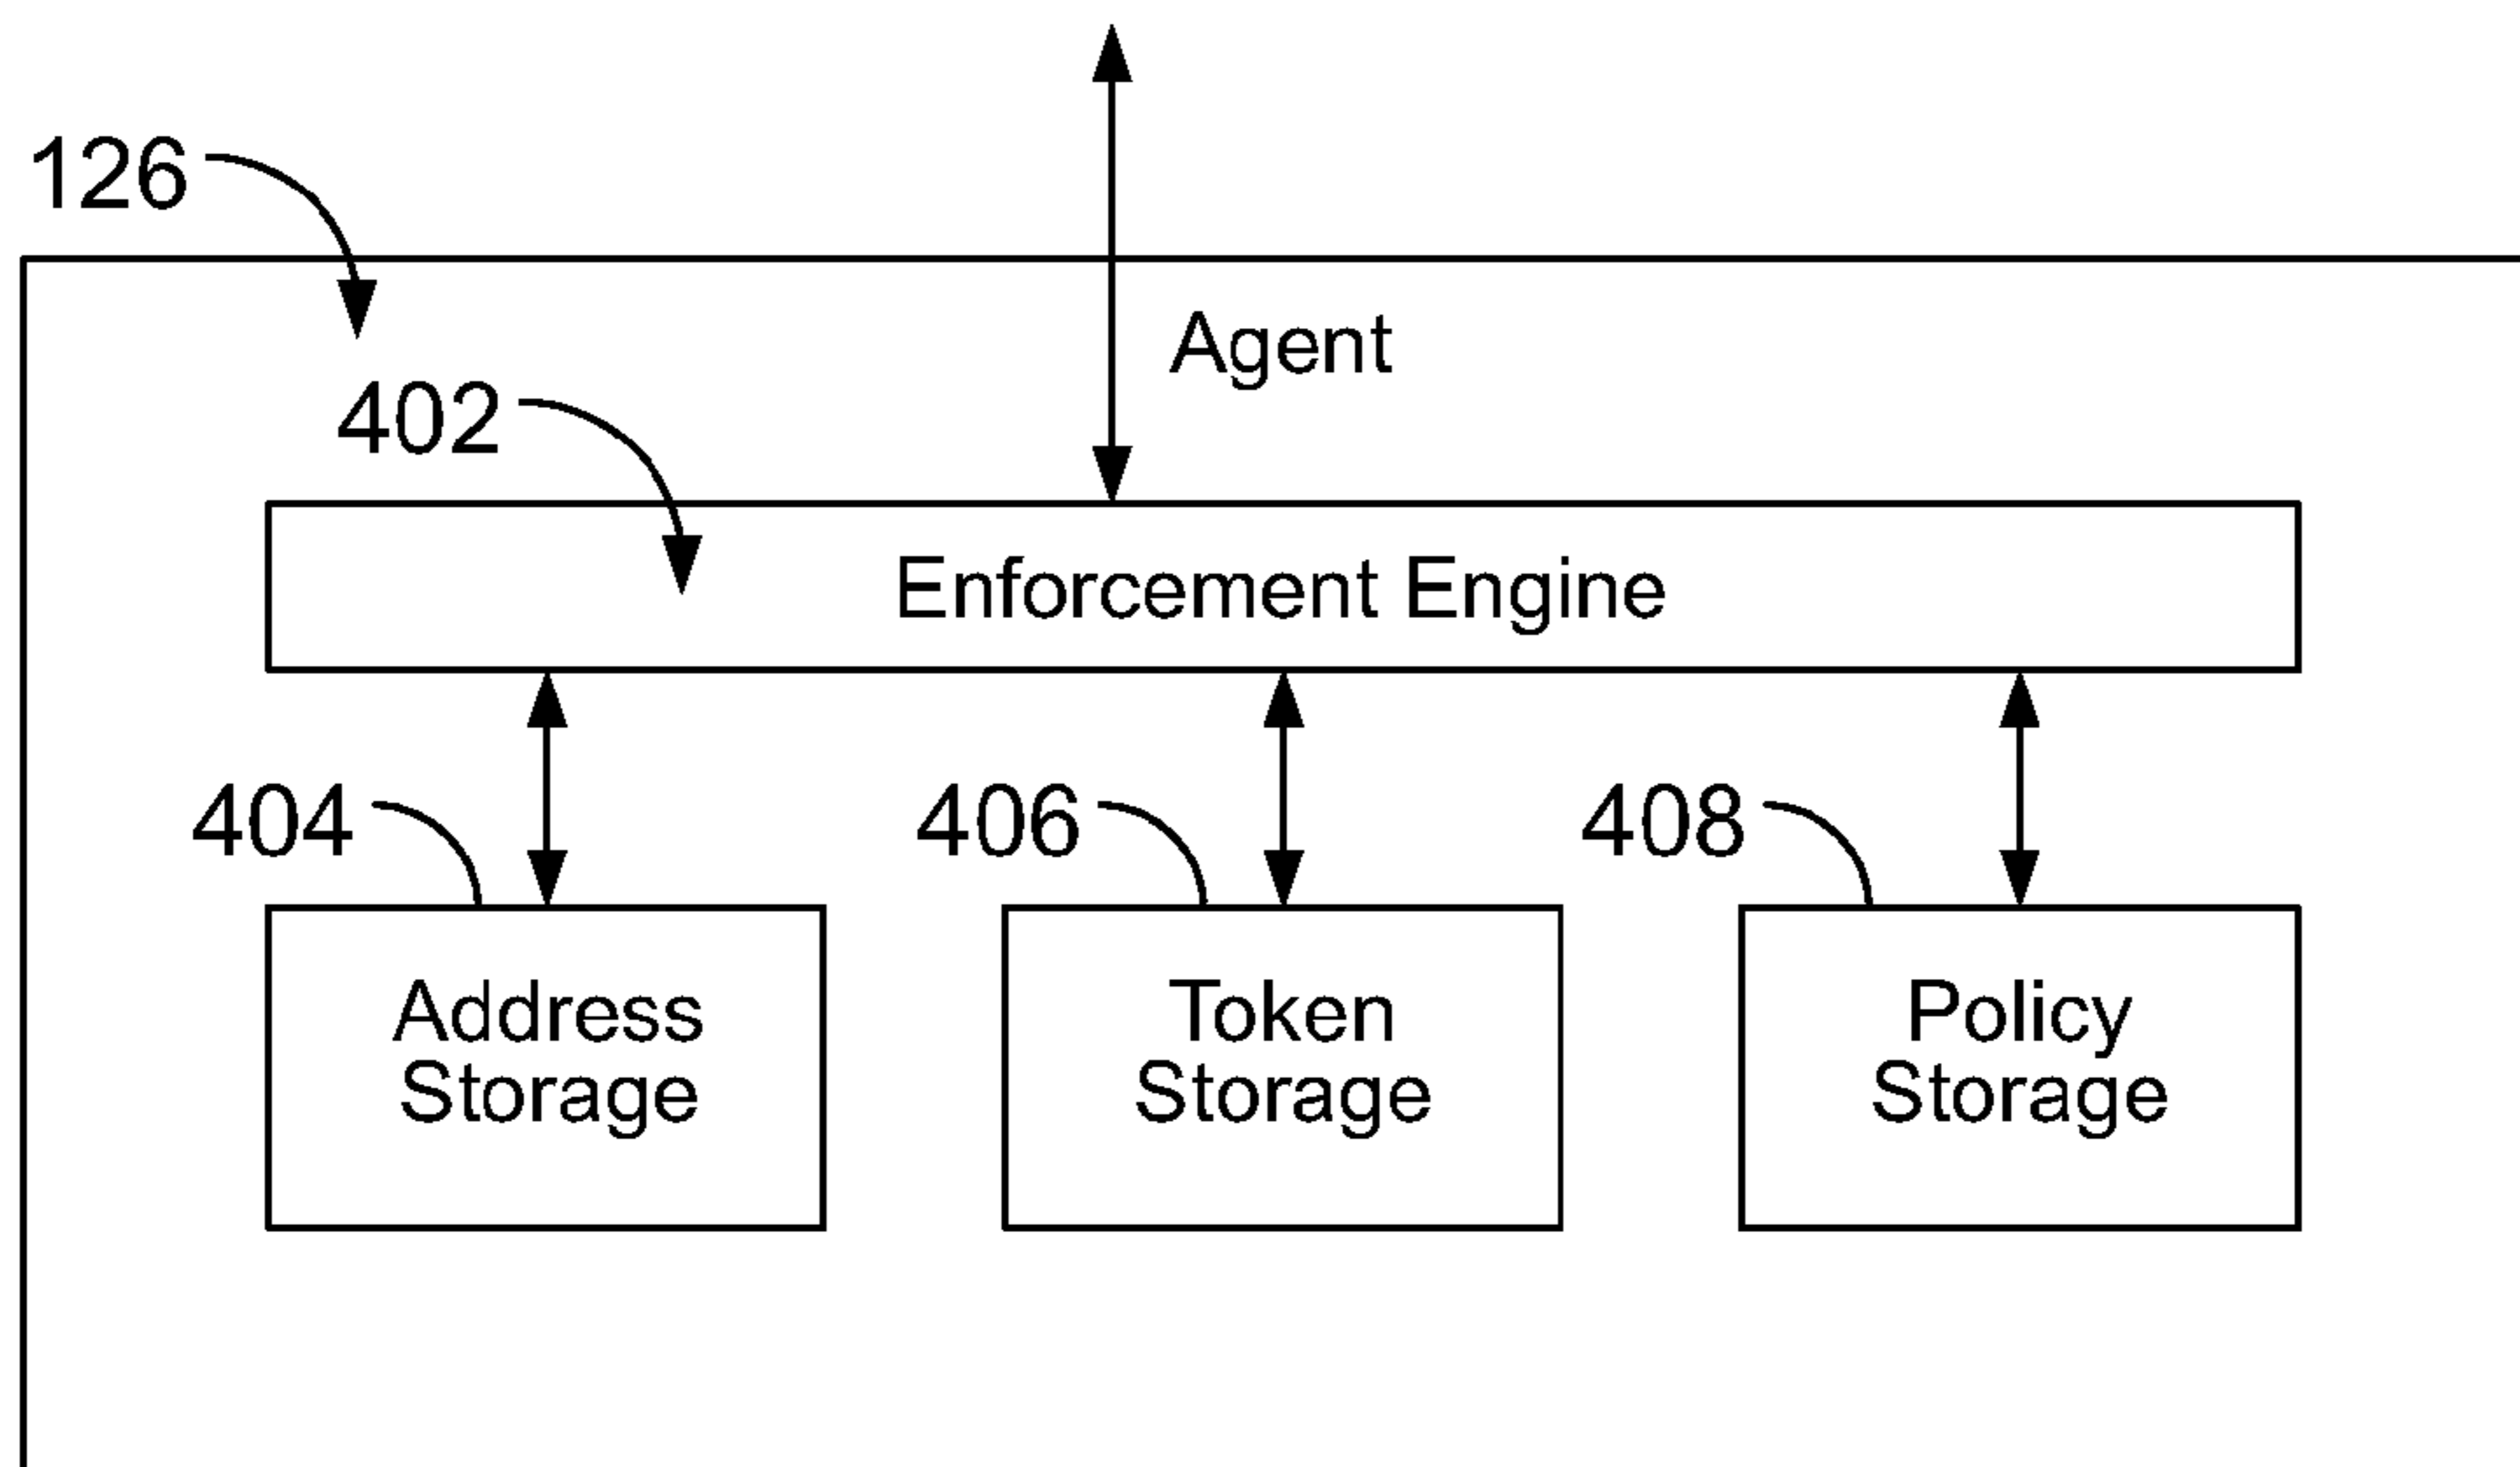 126
Agent
402
Enforcement Engine
404
406
408
Address
Storage
Token
Storage
Policy
Storage